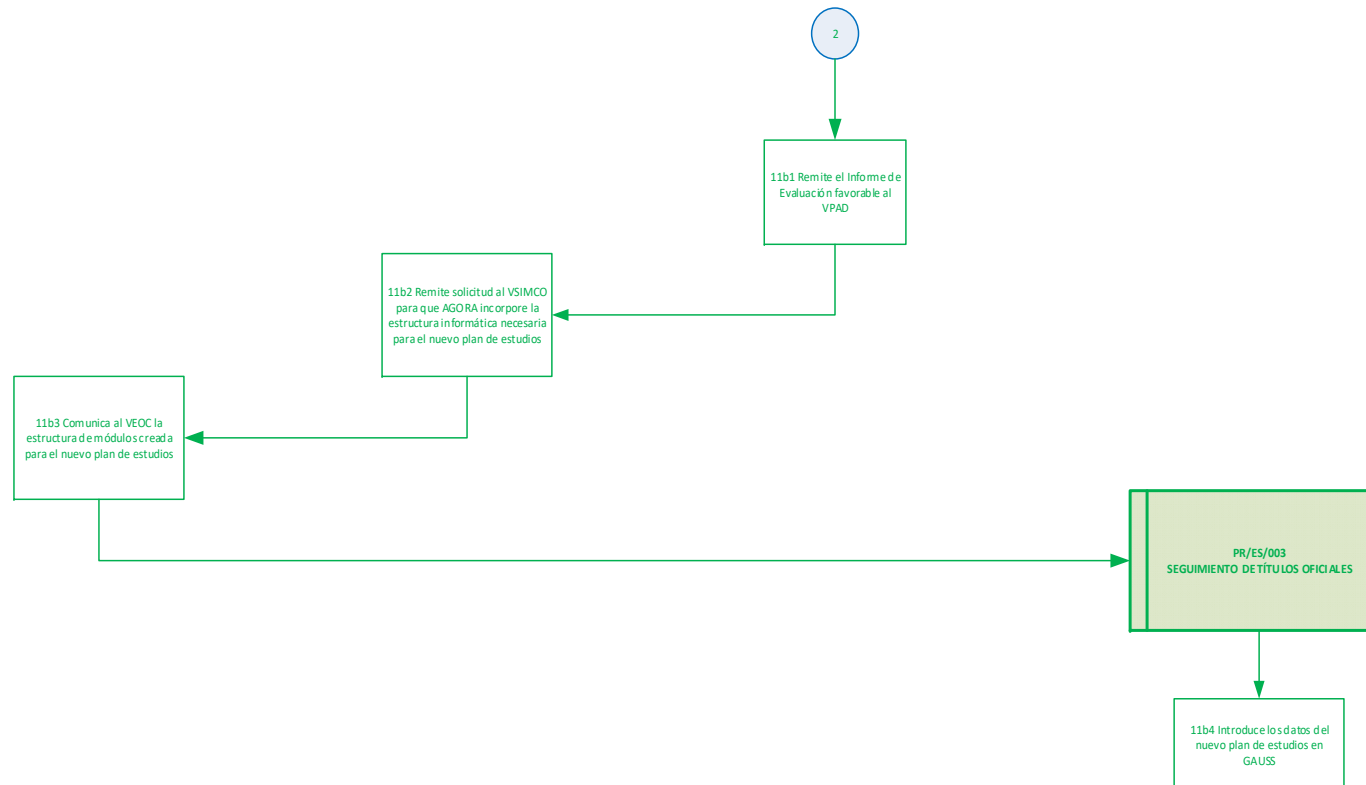 2
11b1 Remite el Informe de
Evaluación favorable al
VPAD
11b2 Remite solicitud al VSIMCO
para que AGORA incorpore la
estructura informática necesaria
para el nuevo plan de estudios
11b3 Comunica al VEOC la
estructura de módulos creada
para el nuevo plan de estudios
PR/ES/003
SEGUIMIENTO DE TÍTULOS OFICIALES
11b4 Introduce los datos del
nuevo plan de estudios en
GAUSS